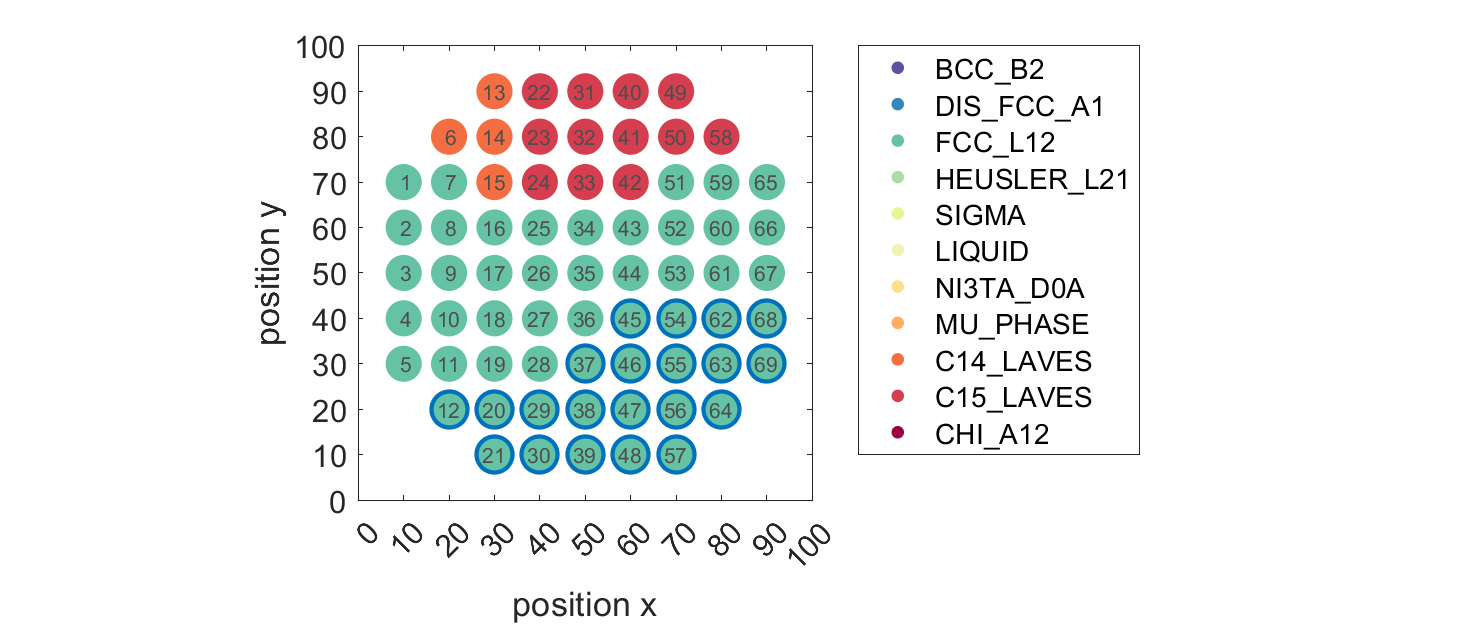 100
90
80
70
60
50
40
30
20
10
0
position y
13 22 31 40 49
6 14 23 32 41 50 58
1 7 15 24 33 42 51 59 65
2 8 16 25 34 43 52 60 66
3 9 17 26 35 44 53 61 67
4 10 18 27 36 45 54 62 68
5 11 19 28 37 46 55 63 69
12 20 29 38 47 56 64
21 30 39 48 57
0 10 20 30 40 50 60 70 80 90 100
position x
BCC_B2
DIS_FCC_A1
FCC_L12
HEUSLER_L21
SIGMA
LIQUID
NI3TA_D0A
MU_PHASE
C14_LAVES
C15_LAVES
CHI_A12